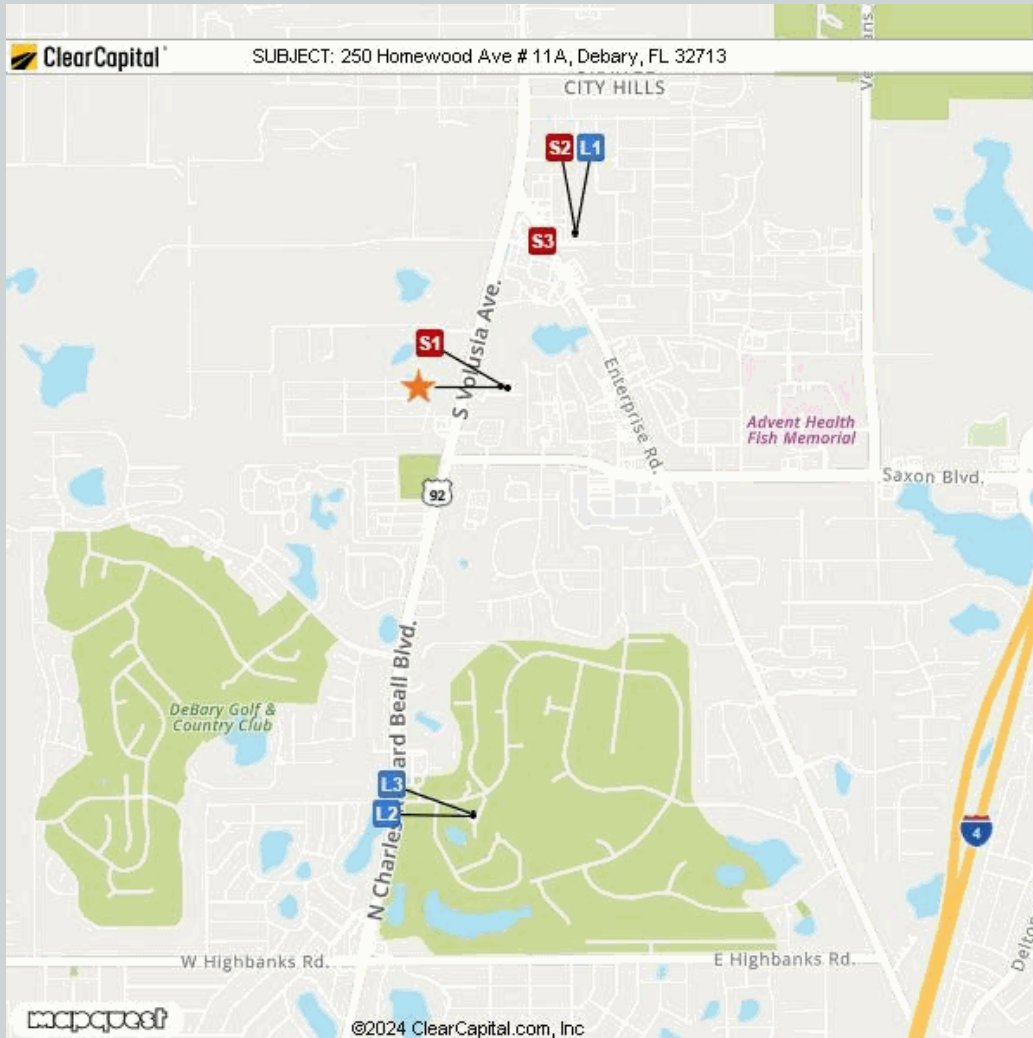 ClearCapital®
SUBJECT: 250 Homewood Ave # 11A, Debary, FL 32713
CITY HILLS
S2 L1
S3
S Volusia Ave.
S1
Enterprise Rd.
Advent Health
Fish Memorial
Saxon Blvd.
92
DeBary Golf &
Country Club
ard Beall Blvd.
L3
L2
N Charles
4
W Highbanks Rd.
E Highbanks Rd.
mapquest
©2024 ClearCapital.com, Inc